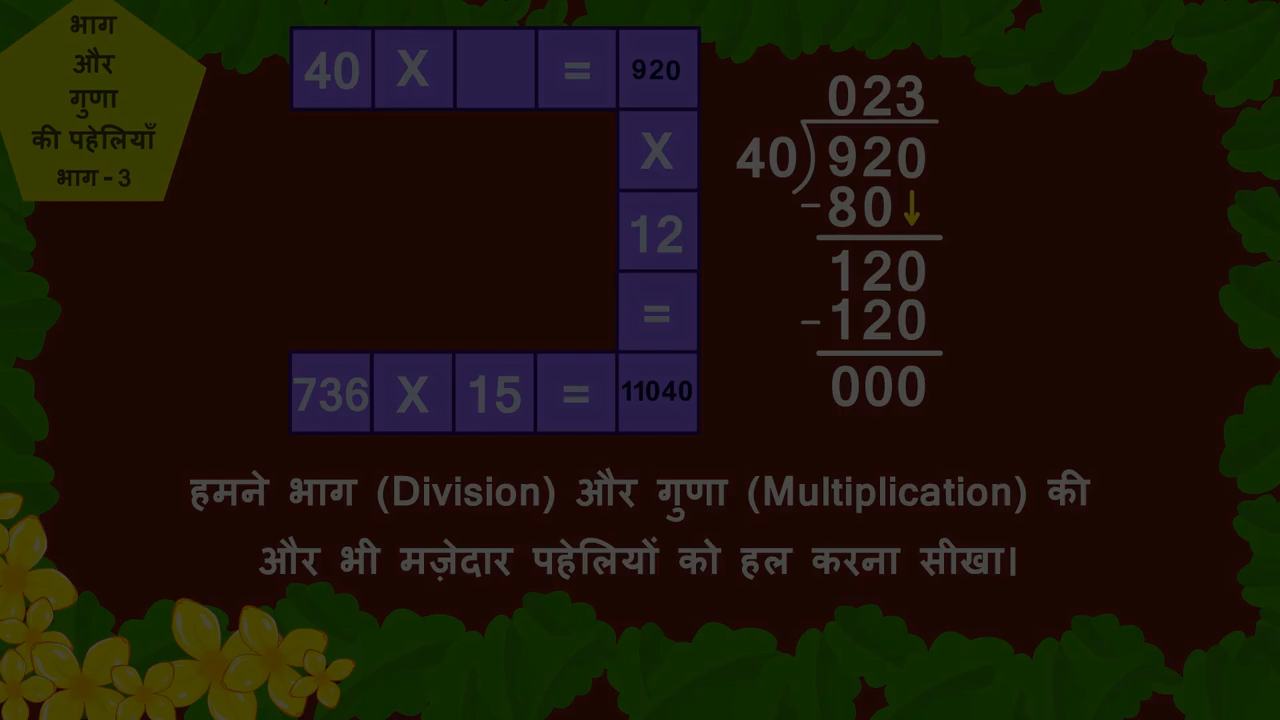 भाग
और
गुणा
की पहेलियाँ
भाग - 3
40 X = 920
X
12
=
736 X 15 = 11040
023
40)920
-80↓
120
-120
000
हमने भाग (Division) और गुणा (Multiplication) की
और भी मज़ेदार पहेलियों को हल करना सीखा।